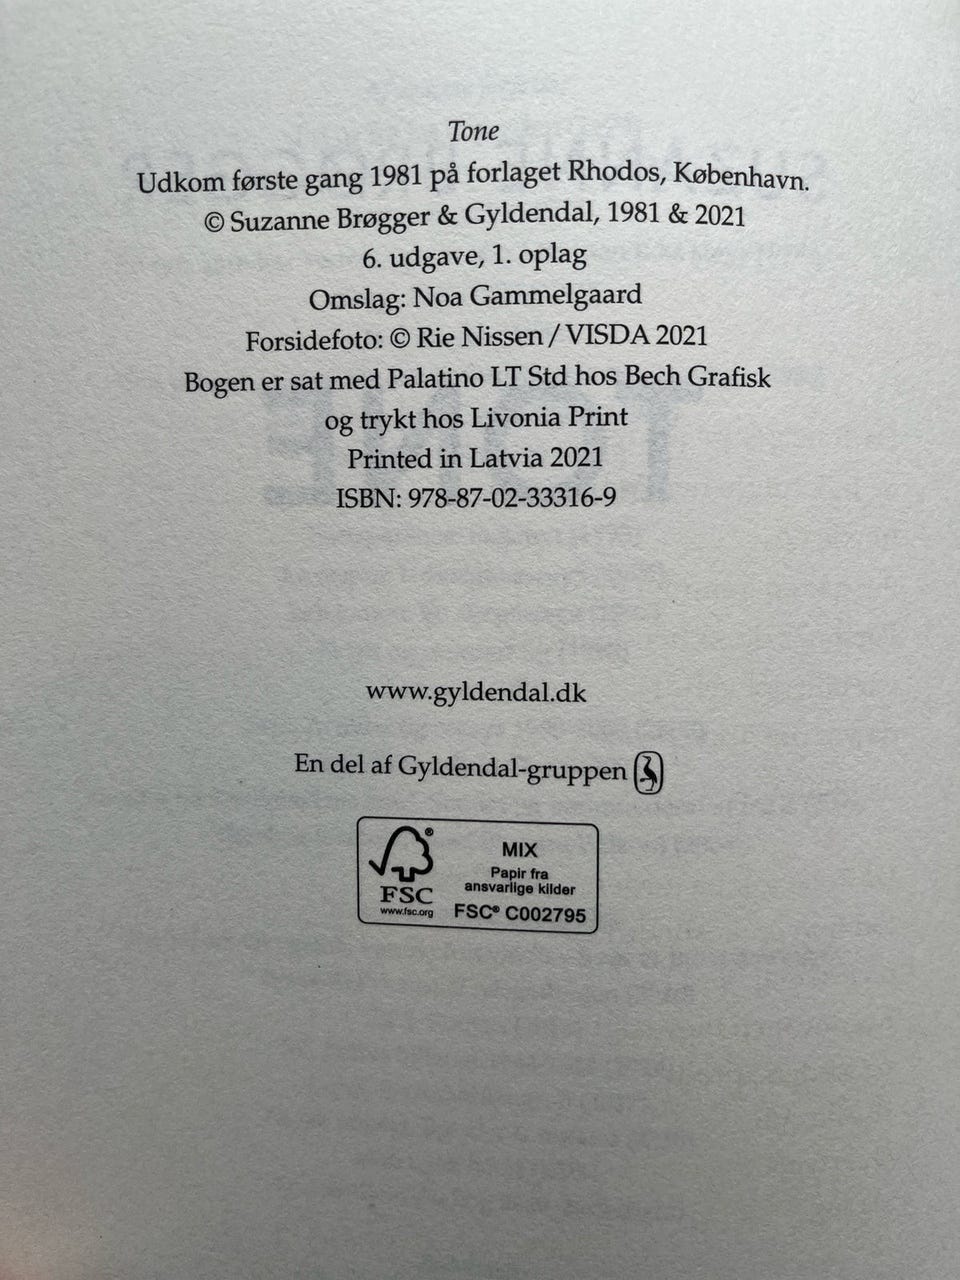 Tone
Udkom første gang 1981 på forlaget Rhodos, København.
© Suzanne Brøgger & Gyldendal, 1981 & 2021
6. udgave, 1. oplag
Omslag: Noa Gammelgaard
Forsidefoto: © Rie Nissen / VISDA 2021
Bogen er sat med Palatino LT Std hos Bech Grafisk
og trykt hos Livonia Print
Printed in Latvia 2021
ISBN: 978-87-02-33316-9
www.gyldendal.dk
En del af Gyldendal-gruppen
®
FSC
www.fsc.org
MIX
Papir fra
ansvarlige kilder
FSC® C002795